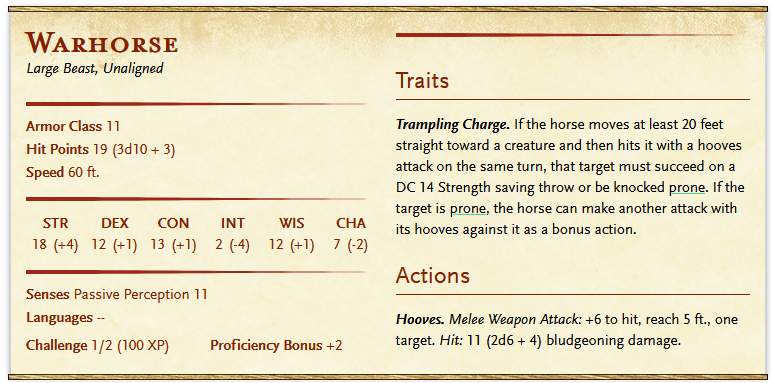 WARHORSE
Large Beast, Unaligned
Armor Class 11
Hit Points 19 (3d10 + 3)
Speed 60 ft.
STR DEX CON INT WIS CHA
18 (+4) 12 (+1) 13 (+1) 2 (-4) 12 (+1) 7 (-2)
Senses Passive Perception 11
Languages --
Challenge 1/2 (100 XP) Proficiency Bonus +2
Traits
Trampling Charge. If the horse moves at least 20 feet
straight toward a creature and then hits it with a hooves
attack on the same turn, that target must succeed on a
DC 14 Strength saving throw or be knocked prone. If the
target is prone, the horse can make another attack with
its hooves against it as a bonus action.
Actions
Hooves. Melee Weapon Attack: +6 to hit, reach 5 ft., one
target. Hit: 11 (2d6 + 4) bludgeoning damage.